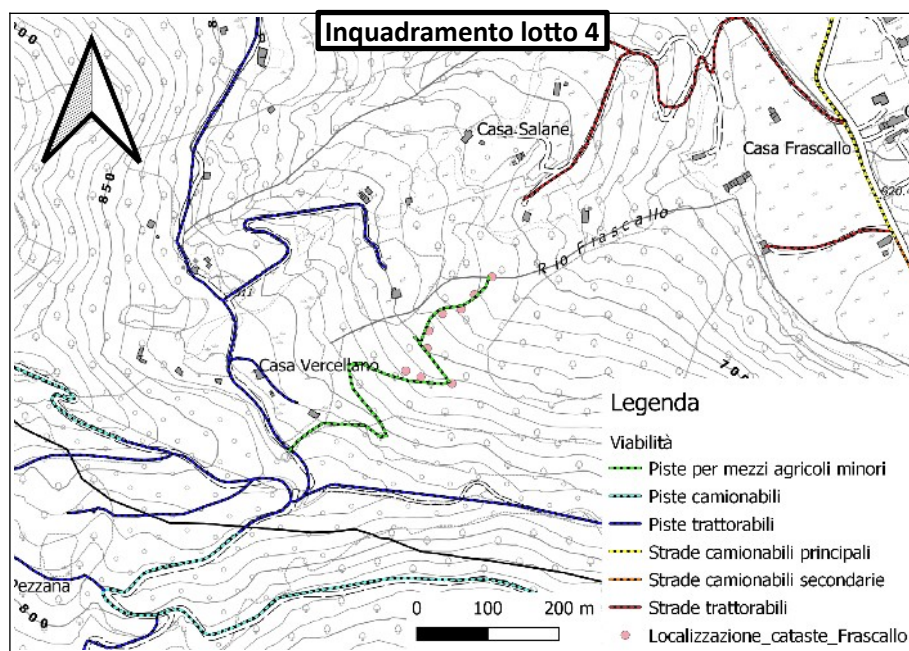 Inquadramento lotto 4
850
Casa Salane
Casa Frascallo
Rio Frascallo
Casa Vercellano
700
800
Legenda
Viabilità
Piste per mezzi agricoli minori
Piste camionabili
Piste trattorabili
Strade camionabili principali
Strade camionabili secondarie
Strade trattorabili
Localizzazione_cataste_Frascallo
0 100 200 m